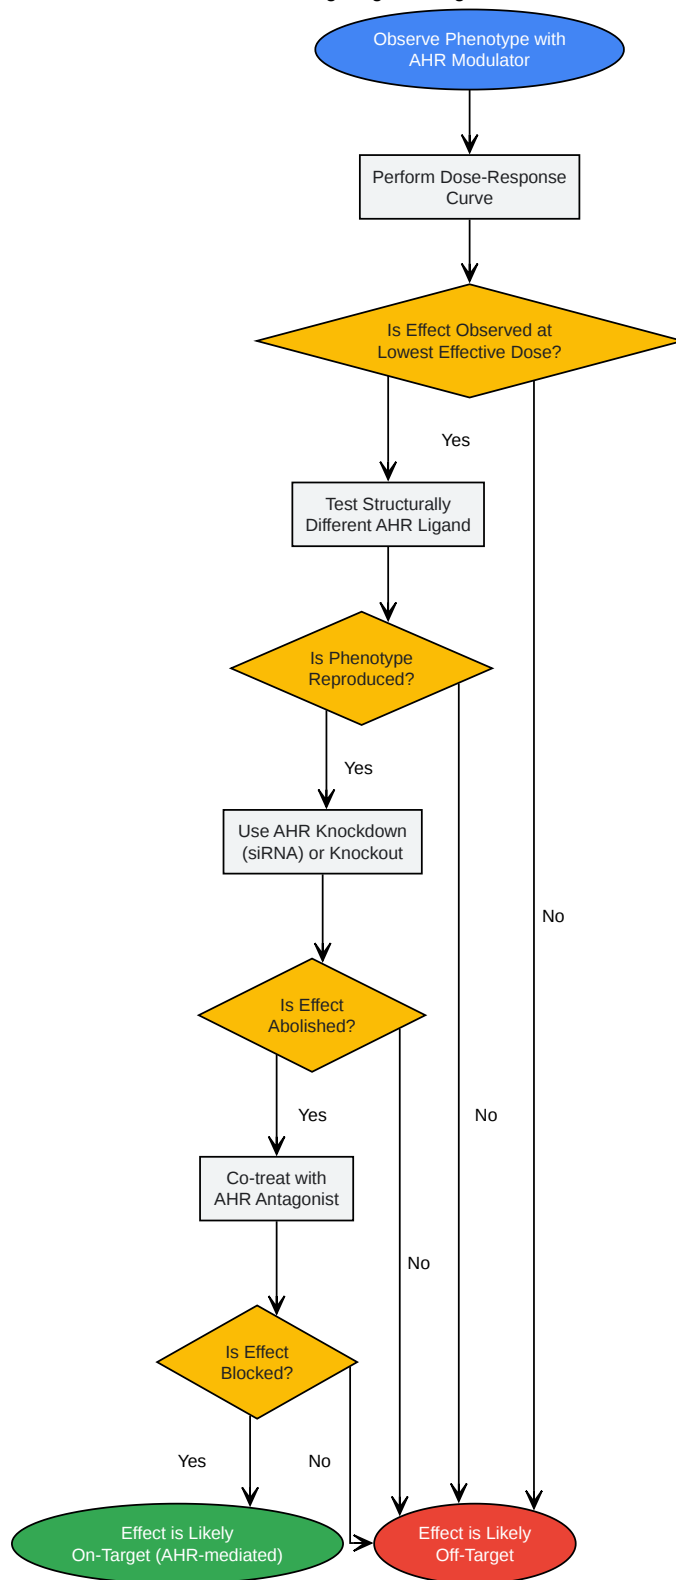 Observe Phenotype with
AHR Modulator
Perform Dose-Response
Curve
Is Effect Observed at
Lowest Effective Dose?
Yes
Test Structurally
Different AHR Ligand
Is Phenotype
Reproduced?
Yes
Use AHR Knockdown
(siRNA) or Knockout
No
Is Effect
Abolished?
Yes
No
Co-treat with
AHR Antagonist
No
Is Effect
Blocked?
Yes
No
Effect is Likely
On-Target (AHR-mediated)
Effect is Likely
Off-Target